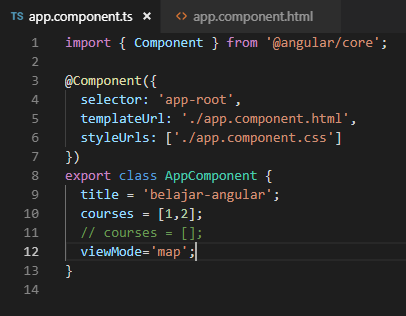 TS app.component.ts × <> app.component.html
1 import { Component } from '@angular/core';
2
3 @Component({
4 selector: 'app-root',
5 templateUrl: './app.component.html',
6 styleUrls: ['./app.component.css']
7 })
8 export class AppComponent {
9 title = 'belajar-angular';
10 courses = [1,2];
11 // courses = [];
12 viewMode='map';
13 }
14